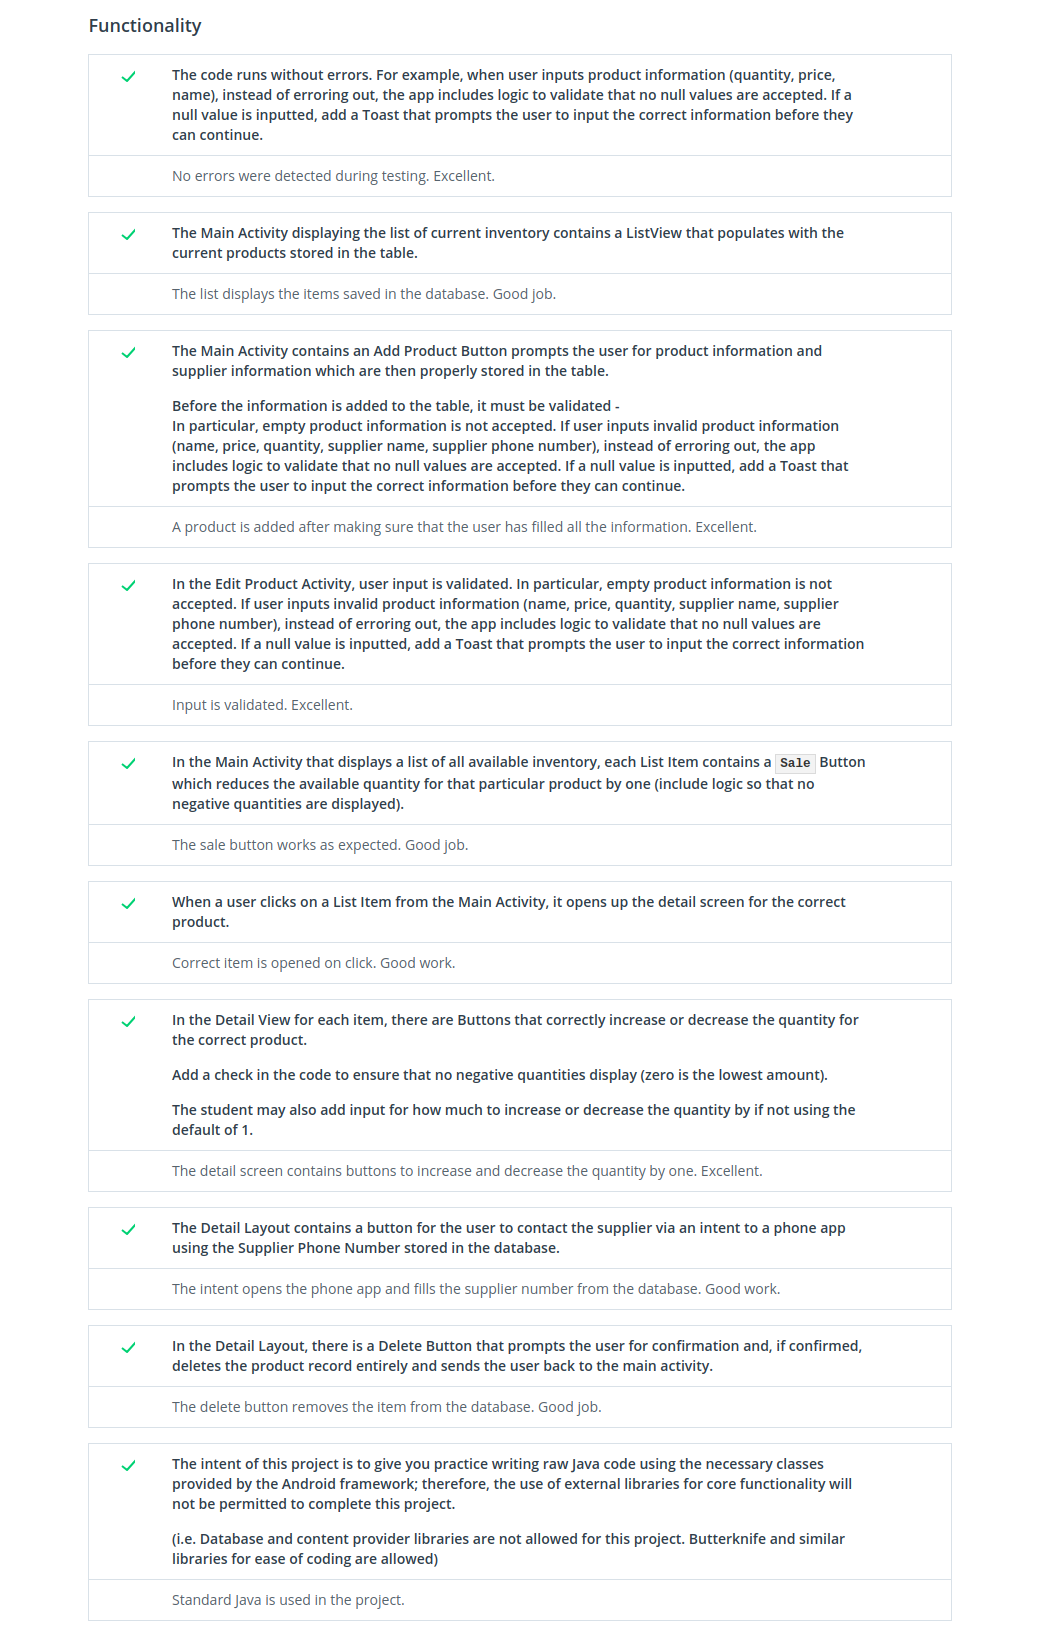 Functionality
The code runs without errors. For example, when user inputs product information (quantity, price,
name), instead of erroring out, the app includes logic to validate that no null values are accepted. If a
null value is inputted, add a Toast that prompts the user to input the correct information before they
can continue.
No errors were detected during testing. Excellent.
The Main Activity displaying the list of current inventory contains a ListView that populates with the
current products stored in the table.
The list displays the items saved in the database. Good job.
The Main Activity contains an Add Product Button prompts the user for product information and
supplier information which are then properly stored in the table.
Before the information is added to the table, it must be validated -
In particular, empty product information is not accepted. If user inputs invalid product information
(name, price, quantity, supplier name, supplier phone number), instead of erroring out, the app
includes logic to validate that no null values are accepted. If a null value is inputted, add a Toast that
prompts the user to input the correct information before they can continue.
A product is added after making sure that the user has filled all the information. Excellent.
In the Edit Product Activity, user input is validated. In particular, empty product information is not
accepted. If user inputs invalid product information (name, price, quantity, supplier name, supplier
phone number), instead of erroring out, the app includes logic to validate that no null values are
accepted. If a null value is inputted, add a Toast that prompts the user to input the correct information
before they can continue.
Input is validated. Excellent.
In the Main Activity that displays a list of all available inventory, each List Item contains a Sale Button
which reduces the available quantity for that particular product by one (include logic so that no
negative quantities are displayed).
The sale button works as expected. Good job.
When a user clicks on a List Item from the Main Activity, it opens up the detail screen for the correct
product.
Correct item is opened on click. Good work.
In the Detail View for each item, there are Buttons that correctly increase or decrease the quantity for
the correct product.
Add a check in the code to ensure that no negative quantities display (zero is the lowest amount).
The student may also add input for how much to increase or decrease the quantity by if not using the
default of 1.
The detail screen contains buttons to increase and decrease the quantity by one. Excellent.
The Detail Layout contains a button for the user to contact the supplier via an intent to a phone app
using the Supplier Phone Number stored in the database.
The intent opens the phone app and fills the supplier number from the database. Good work.
In the Detail Layout, there is a Delete Button that prompts the user for confirmation and, if confirmed,
deletes the product record entirely and sends the user back to the main activity.
The delete button removes the item from the database. Good job.
The intent of this project is to give you practice writing raw Java code using the necessary classes
provided by the Android framework; therefore, the use of external libraries for core functionality will
not be permitted to complete this project.
(i.e. Database and content provider libraries are not allowed for this project. Butterknife and similar
libraries for ease of coding are allowed)
Standard Java is used in the project.